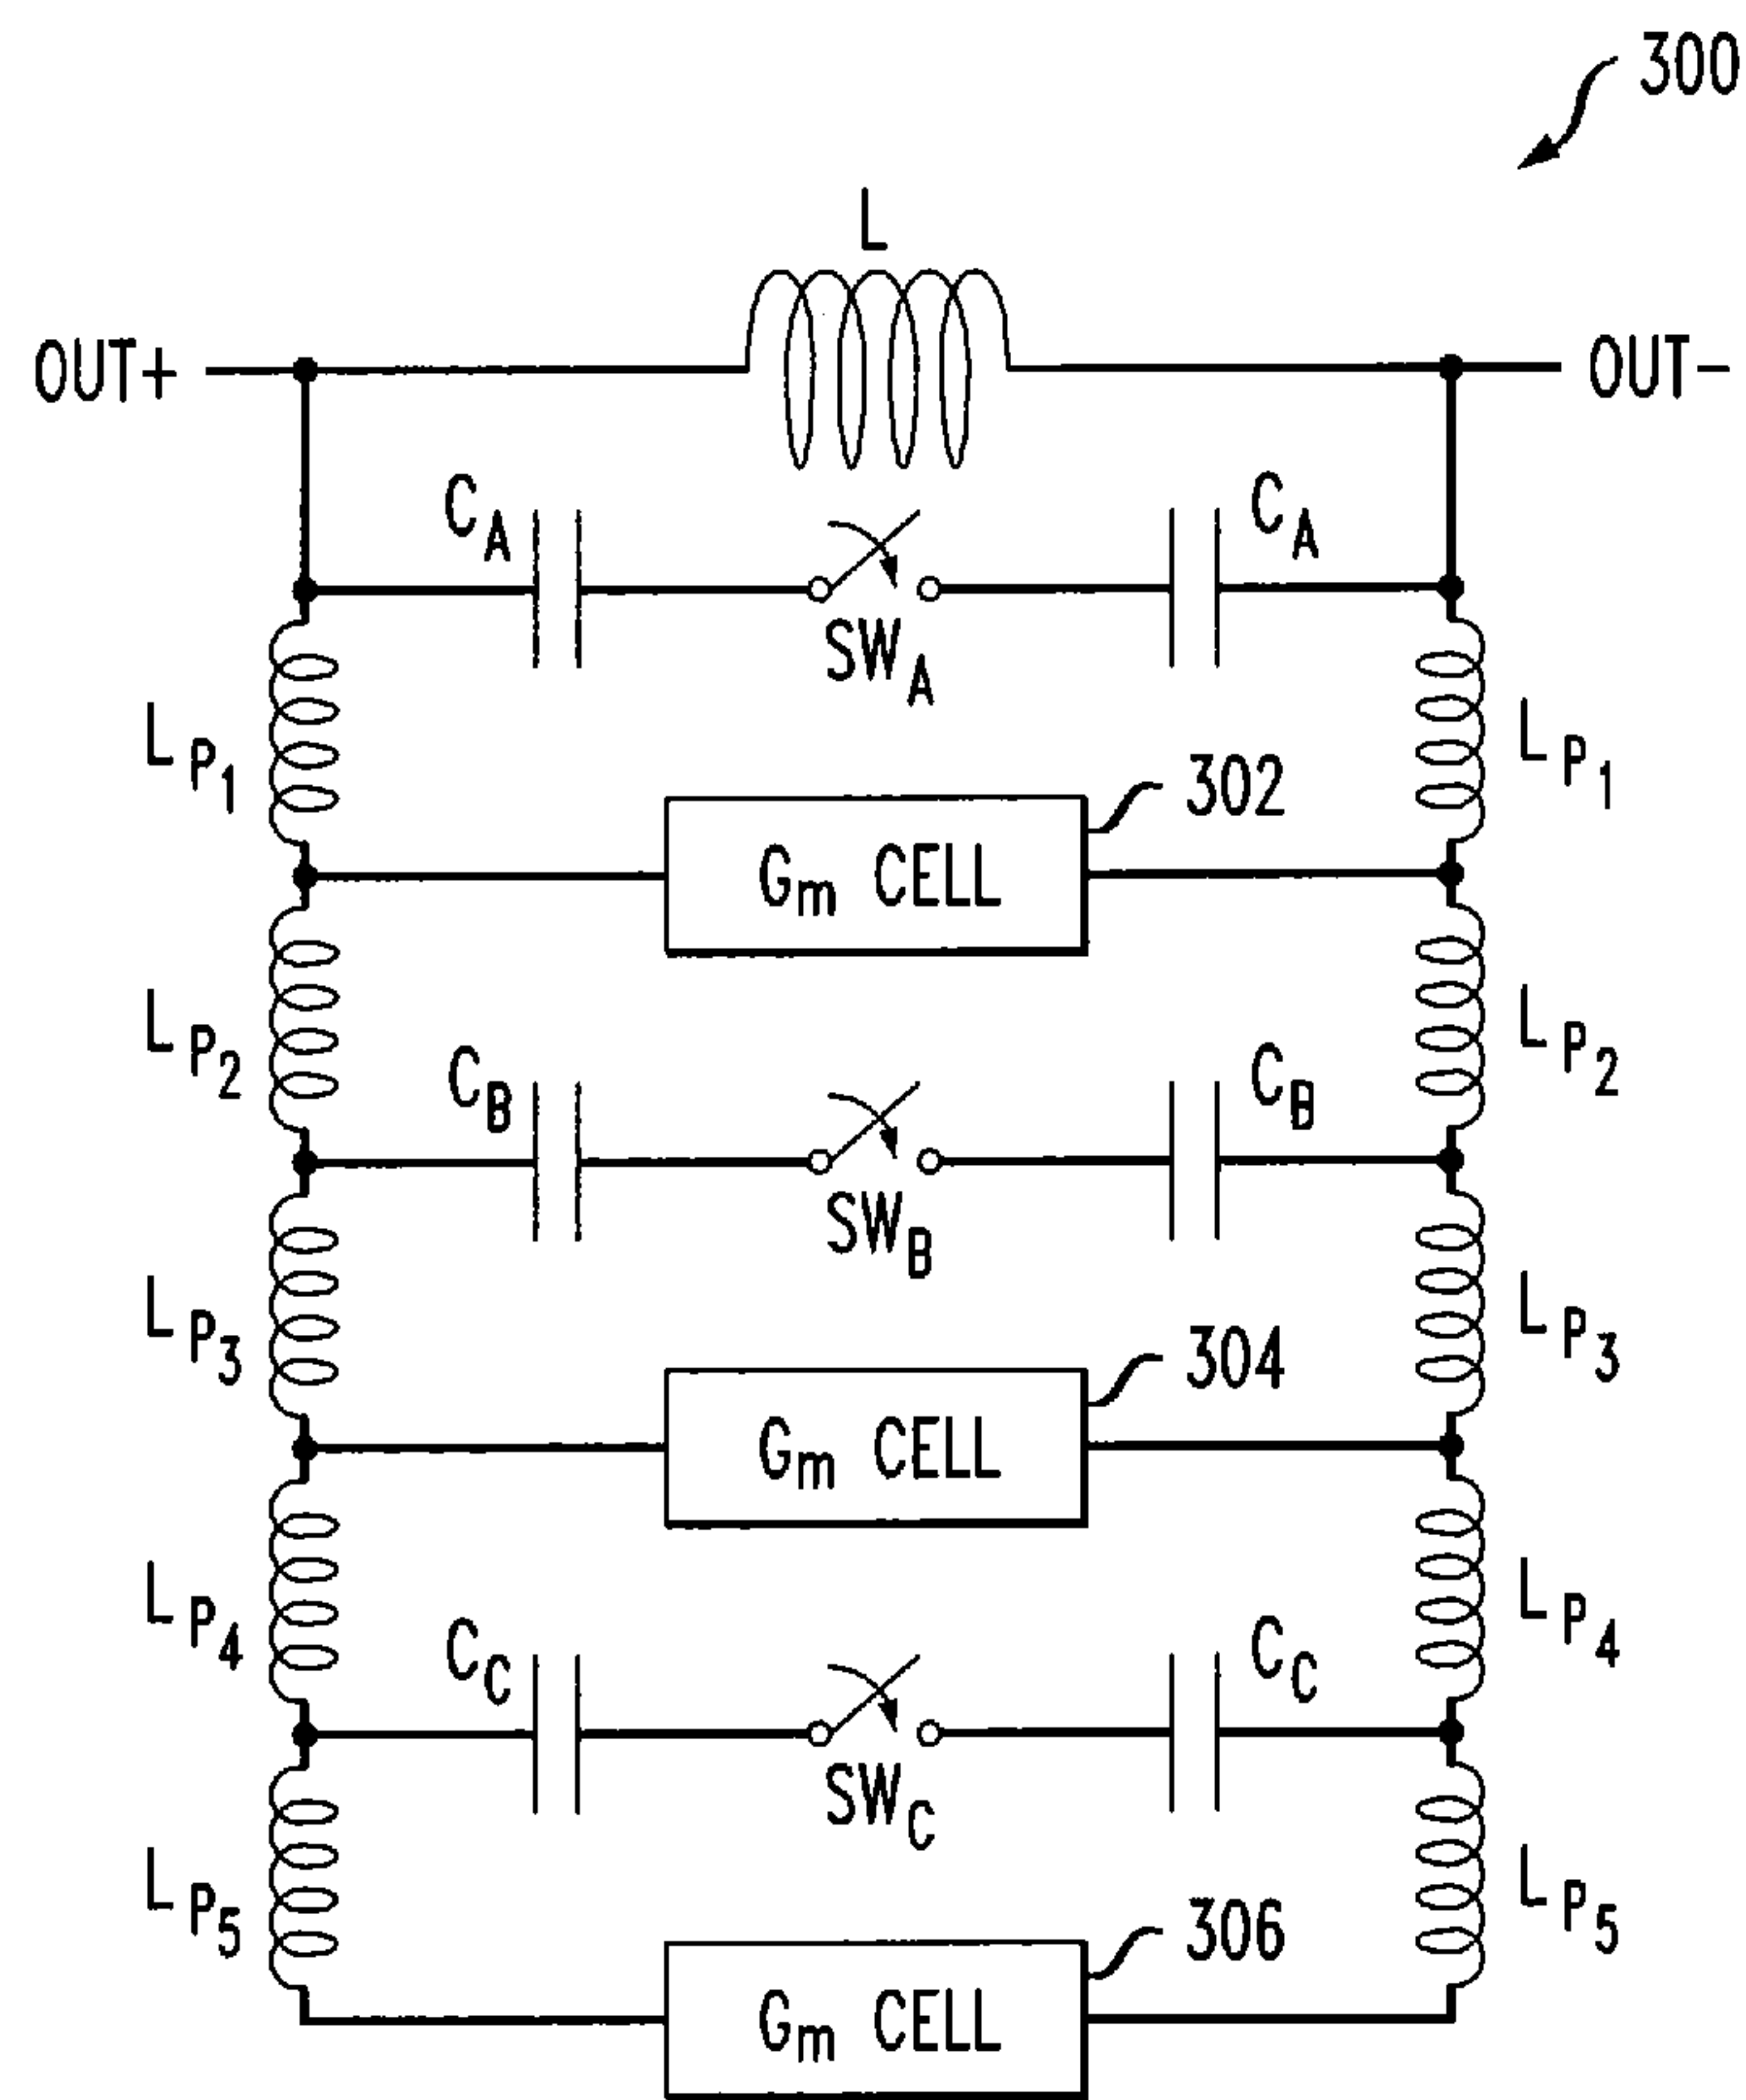 300
L
OUT+ OUT-
C_A C_A
SW_A
L_P1 L_P1
302
G_m CELL
L_P2 L_P2
C_B C_B
SW_B
L_P3 L_P3
304
G_m CELL
L_P4 L_P4
C_C C_C
SW_C
L_P5 L_P5
306
G_m CELL